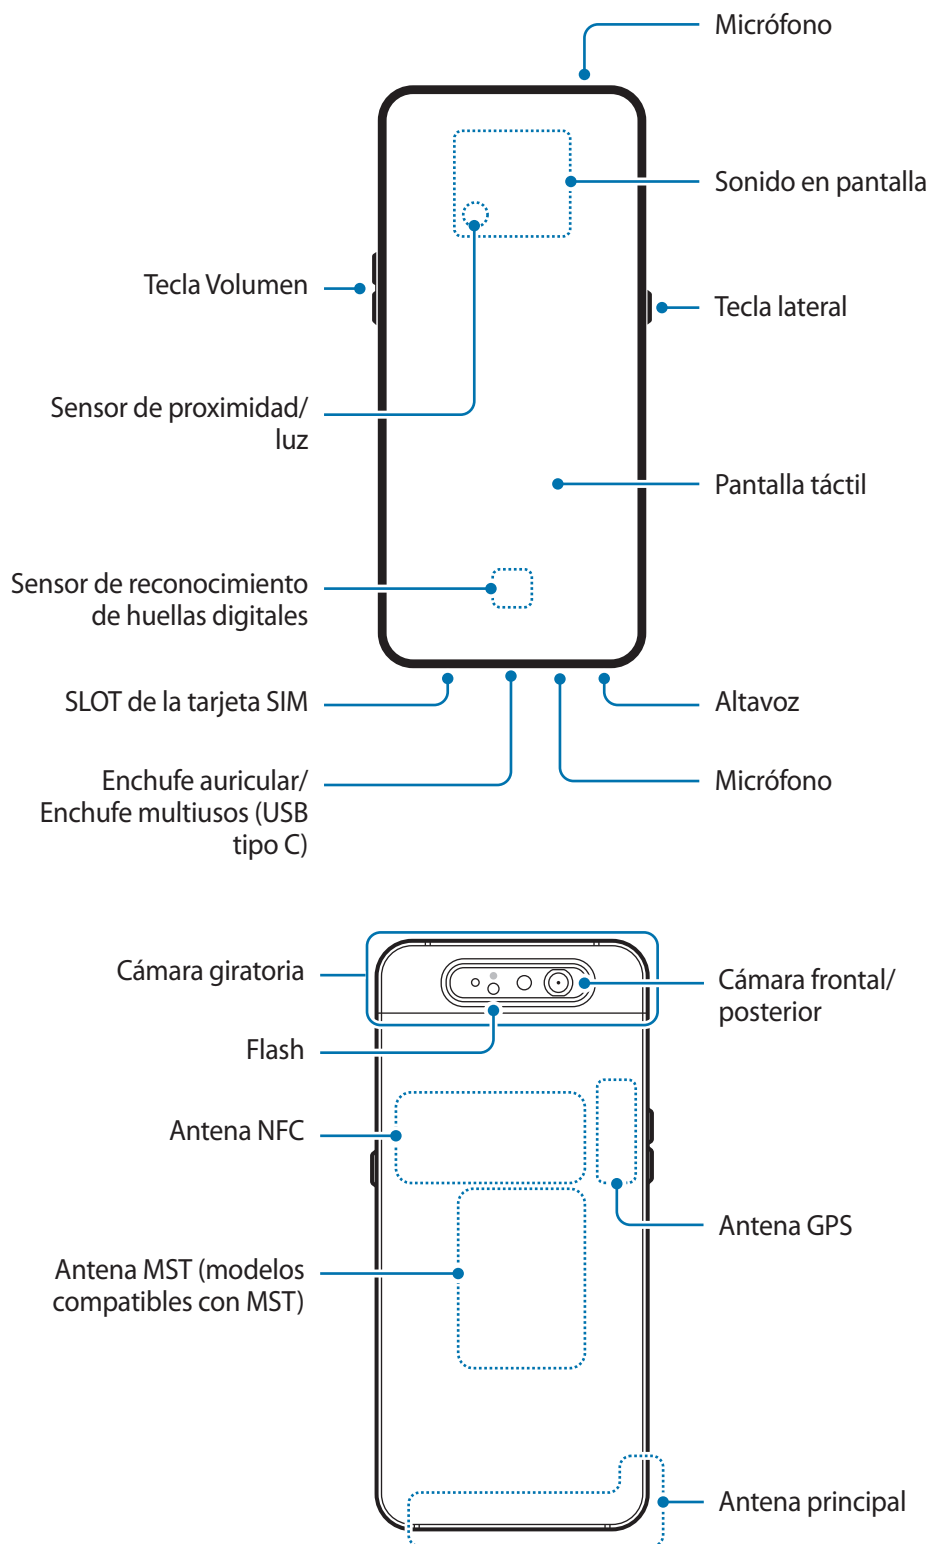 Micrófono
Sonido en pantalla
Tecla Volumen
Tecla lateral
Sensor de proximidad/
luz
Pantalla táctil
Sensor de reconocimiento
de huellas digitales
SLOT de la tarjeta SIM
Altavoz
Enchufe auricular/
Enchufe multiusos (USB
tipo C)
Micrófono
Cámara giratoria
Cámara frontal/
posterior
Flash
Antena NFC
Antena GPS
Antena MST (modelos
compatibles con MST)
Antena principal